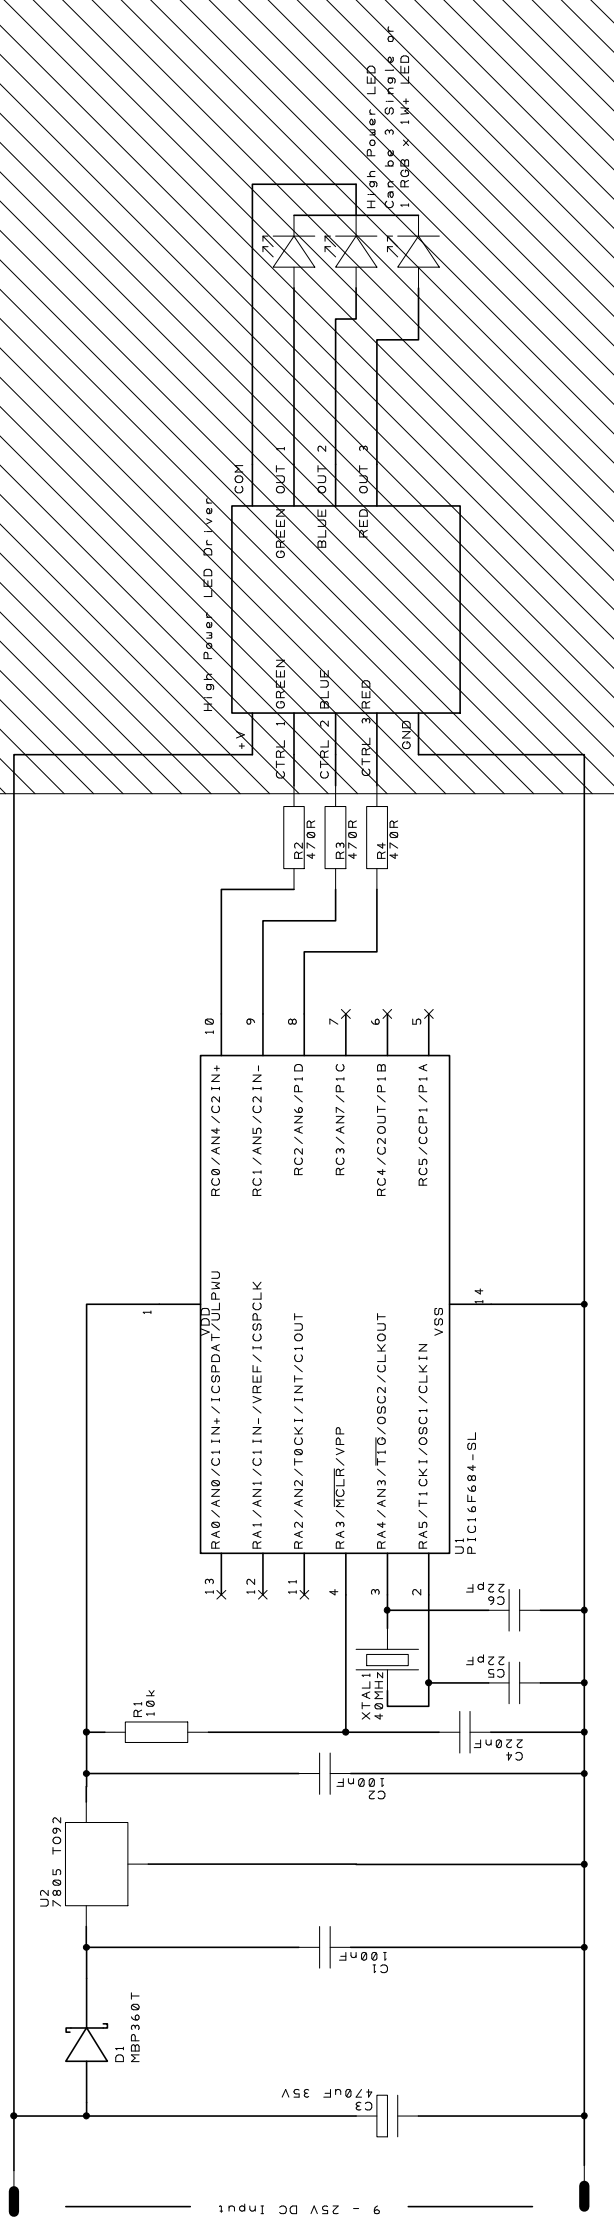 9 - 25V DC Input
C3
470uF 35V
D1
MBP360T
C1
100nF
U2
7805 TO92
C2
100nF
R1
10k
C4
220nF
XTAL1
40MHz
C5
22pF
C6
22pF
U1
PIC16F684-SL
13
RA0/AN0/C1IN+/ICSPDAT/ULPWU
12
RA1/AN1/C1IN-/VREF/ICSPCLK
11
RA2/AN2/T0CKI/INT/C1OUT
4
RA3/MCLR/VPP
3
RA4/AN3/T1G/OSC2/CLKOUT
2
RA5/T1CKI/OSC1/CLKIN
1
VDD
VSS
14
RC0/AN4/C2IN+
10
RC1/AN5/C2IN-
9
RC2/AN6/P1D
8
RC3/AN7/P1C
7
RC4/C2OUT/P1B
6
RC5/CCP1/P1A
5
R2
470R
R3
470R
R4
470R
High Power LED Driver
+V
CTRL 1 GREEN
CTRL 2 BLUE
CTRL 3 RED
GND
COM
GREEN OUT 1
BLUE OUT 2
RED OUT 3
High Power LED
Can be 3 Single or
1 RGB x 1W+ LED